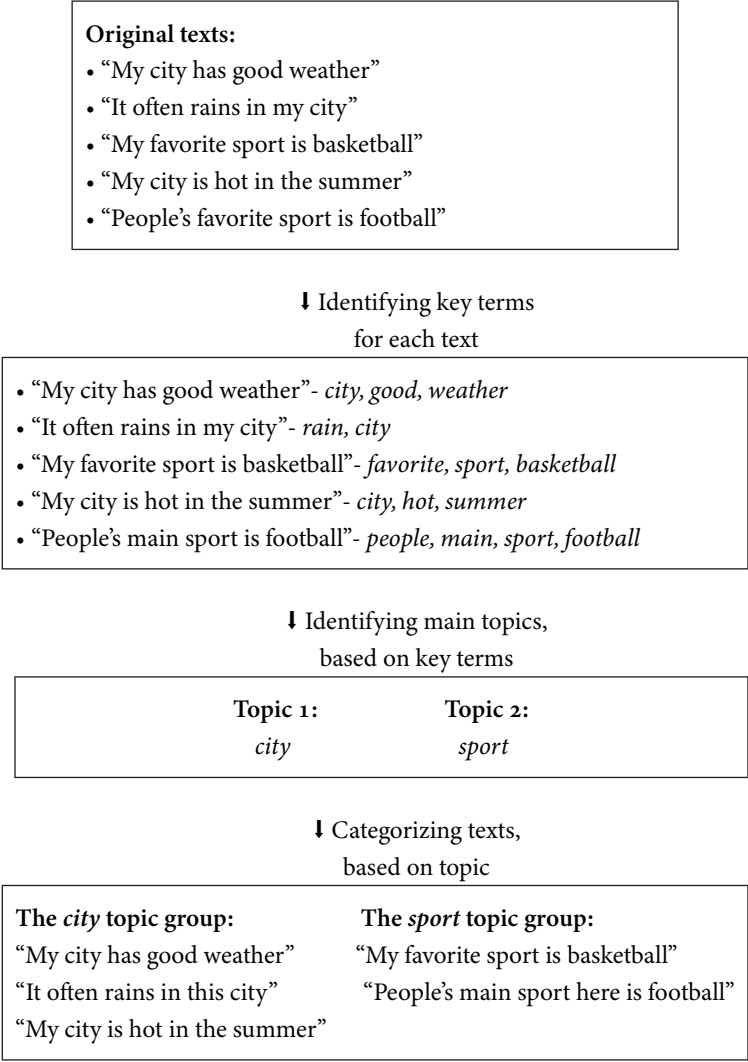 Original texts:
• “My city has good weather”
• “It often rains in my city”
• “My favorite sport is basketball”
• “My city is hot in the summer”
• “People’s favorite sport is football”
⬇ Identifying key terms
for each text
• “My city has good weather”- city, good, weather
• “It often rains in my city”- rain, city
• “My favorite sport is basketball”- favorite, sport, basketball
• “My city is hot in the summer”- city, hot, summer
• “People’s main sport is football”- people, main, sport, football
⬇ Identifying main topics,
based on key terms
Topic 1: Topic 2:
city sport
⬇ Categorizing texts,
based on topic
The city topic group: The sport topic group:
“My city has good weather” “My favorite sport is basketball”
“It often rains in this city” “People’s main sport here is football”
“My city is hot in the summer”